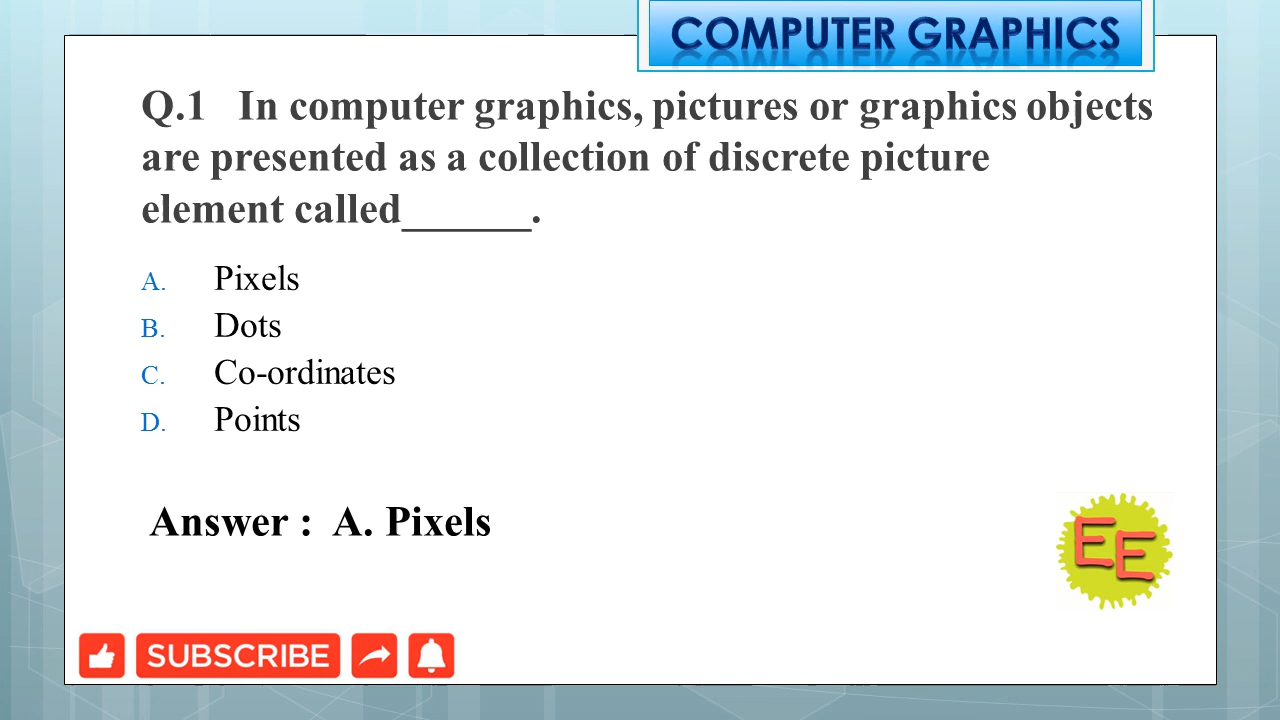 COMPUTER GRAPHICS
Q.1 In computer graphics, pictures or graphics objects
are presented as a collection of discrete picture
element called______.
A. Pixels
B. Dots
C. Co-ordinates
D. Points
Answer : A. Pixels
EE
SUBSCRIBE